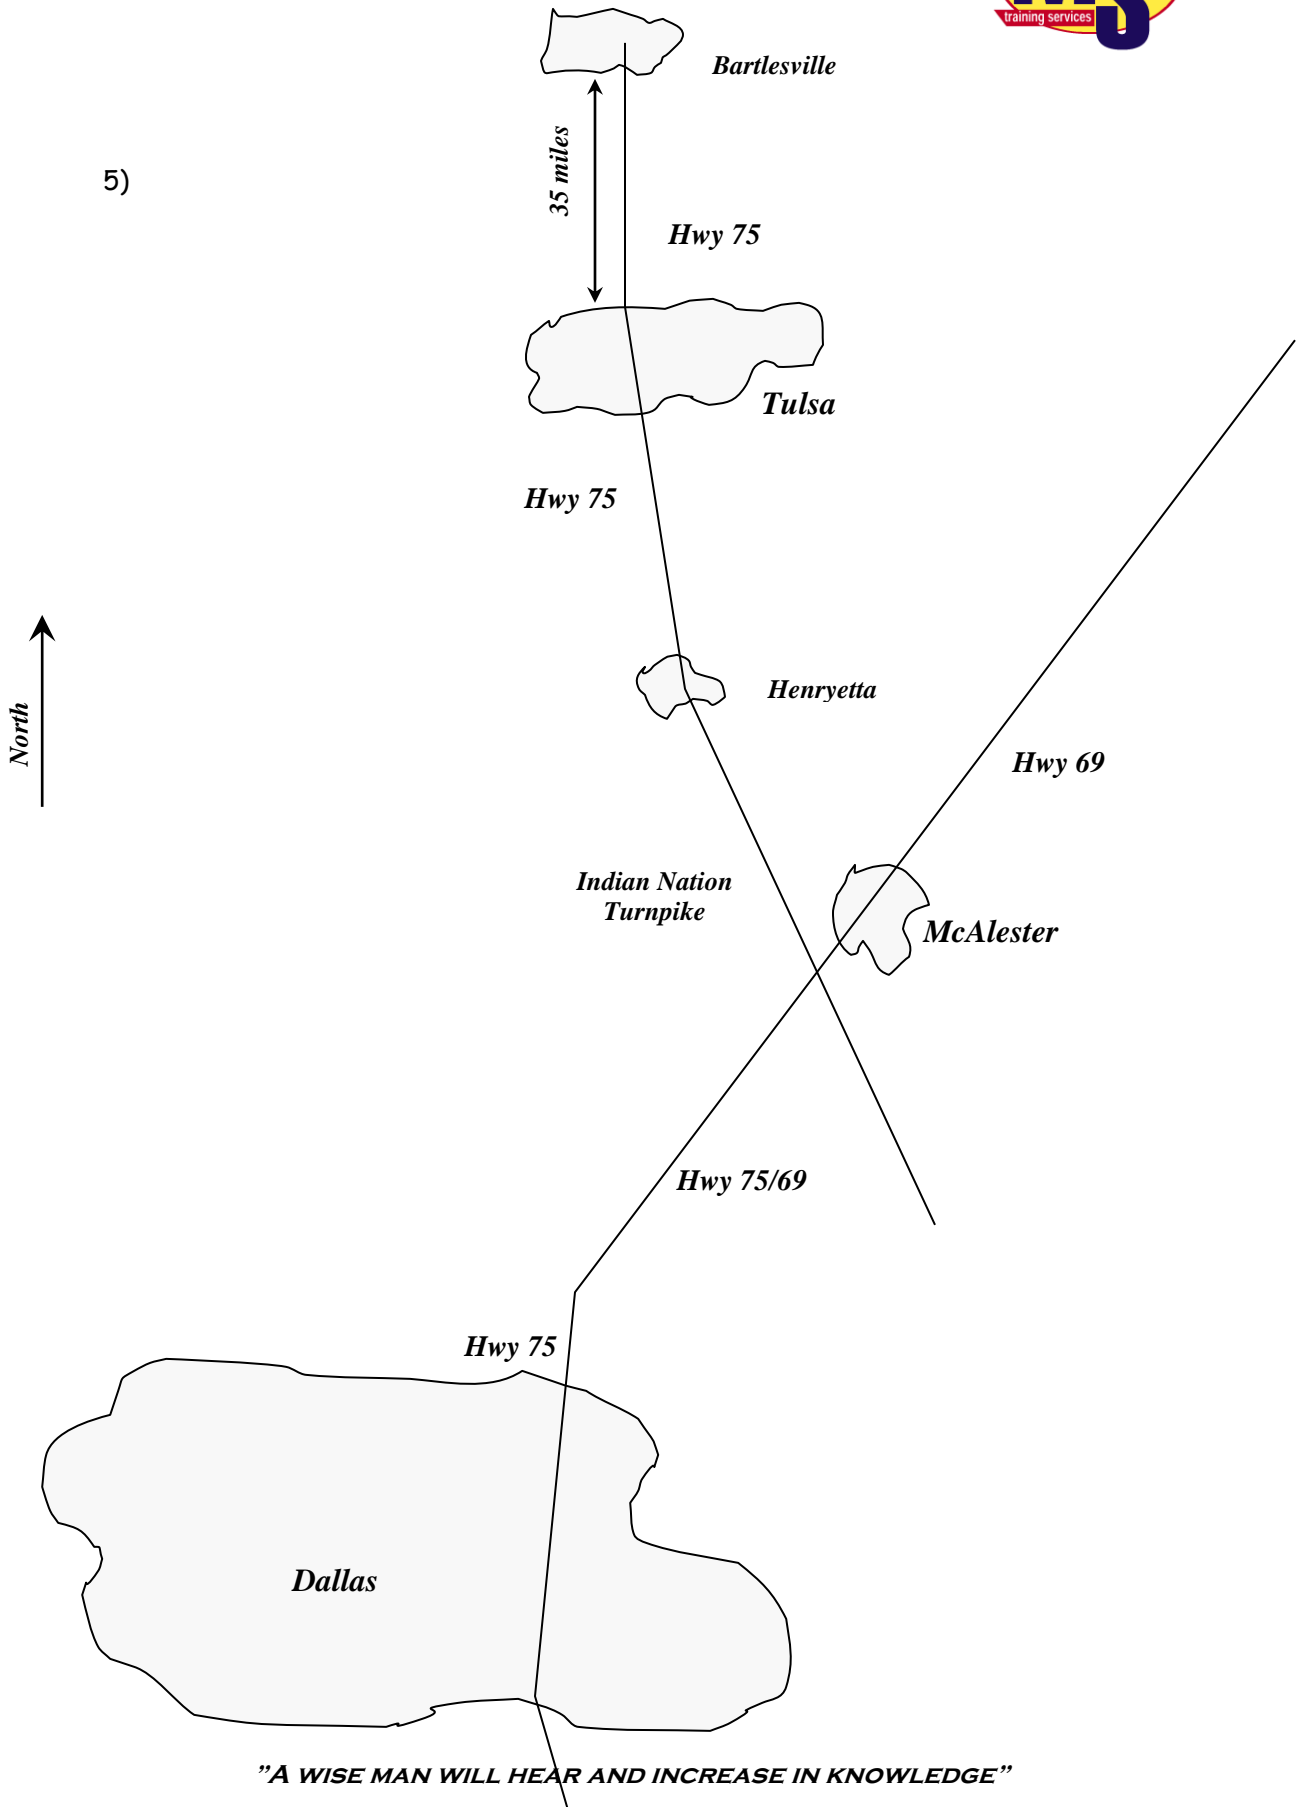 training services
Bartlesville
35 miles
5)
Hwy 75
Tulsa
Hwy 75
Henryetta
North
Hwy 69
Indian Nation
Turnpike
McAlester
Hwy 75/69
Hwy 75
Dallas
”A WISE MAN WILL HEAR AND INCREASE IN KNOWLEDGE”